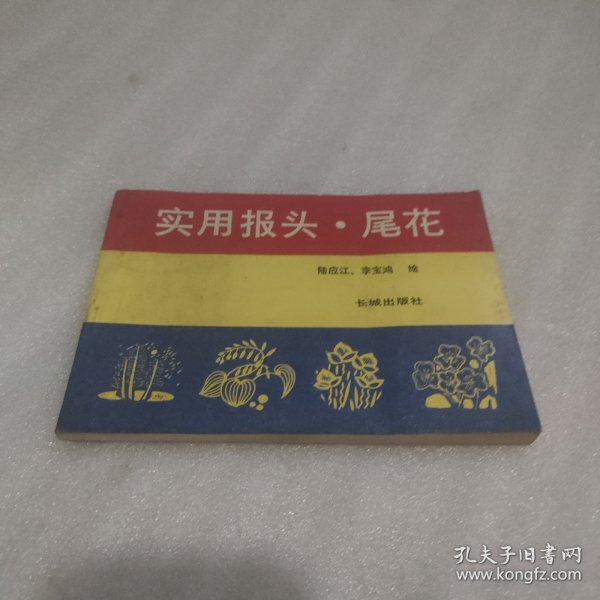 实用报头·尾花
陆应江、李宝鸿 绘
长城出版社
孔夫子旧书网
www.kongfz.com